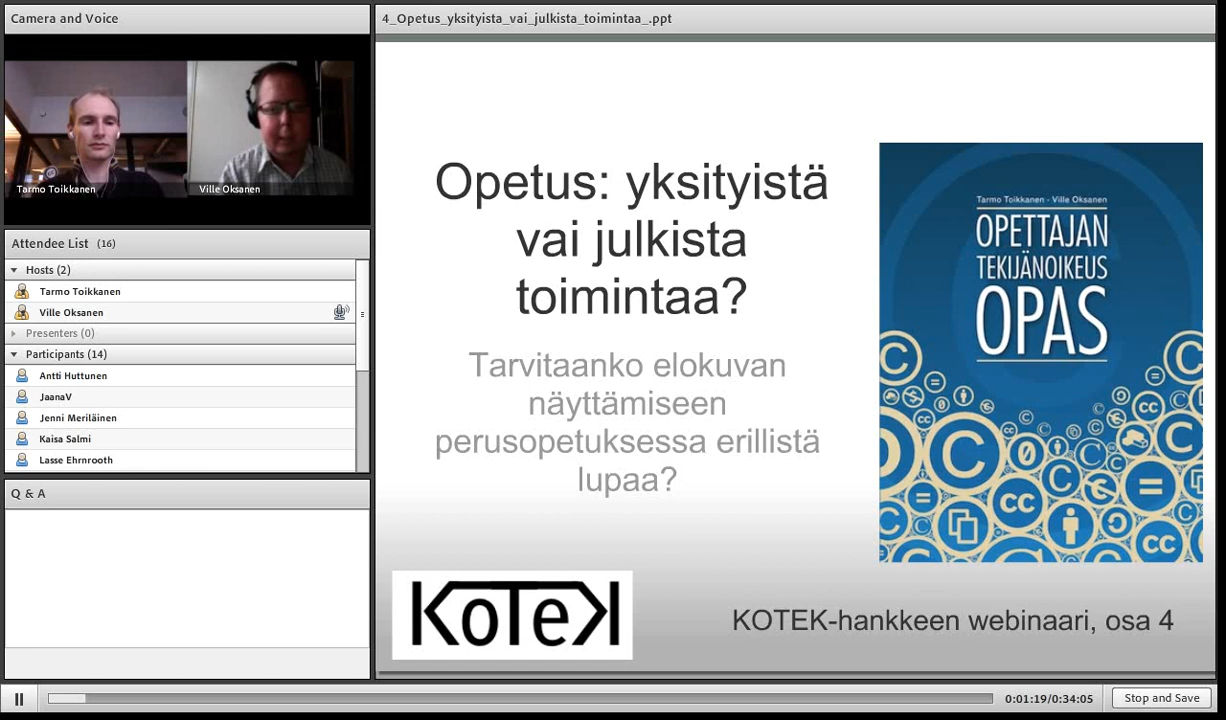 Camera and Voice
Tarmo Toikkanen
Ville Oksanen
Attendee List (16)
Hosts (2)
Tarmo Toikkanen
Ville Oksanen
Presenters (0)
Participants (14)
Antti Huttunen
JaanaV
Jenni Meriläinen
Kaisa Salmi
Lasse Ehrnrooth
Q & A
4_Opetus_yksityista_vai_julkista_toimintaa_.ppt
Opetus: yksityistä
vai julkista
toimintaa?
Tarvitaanko elokuvan
näyttämiseen
perusopetuksessa erillistä
lupaa?
Tarmo Toikkanen - Ville Oksanen
OPETTAJAN
TEKIJÄNOIKEUS
OPAS
KoTeK
KOTEK-hankkeen webinaari, osa 4
0:01:19/0:34:05
Stop and Save